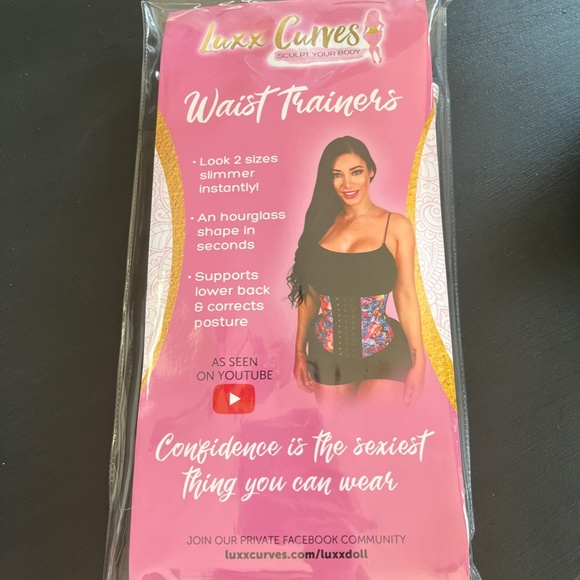 Luxx Curves
SCULPT YOUR BODY
Waist Trainers
• Look 2 sizes
slimmer
instantly!
• An hourglass
shape in
seconds
• Supports
lower back
& corrects
posture
AS SEEN
ON YOUTUBE
Confidence is the sexiest
thing you can wear
JOIN OUR PRIVATE FACEBOOK COMMUNITY
luxxcurves.com/luxxdoll